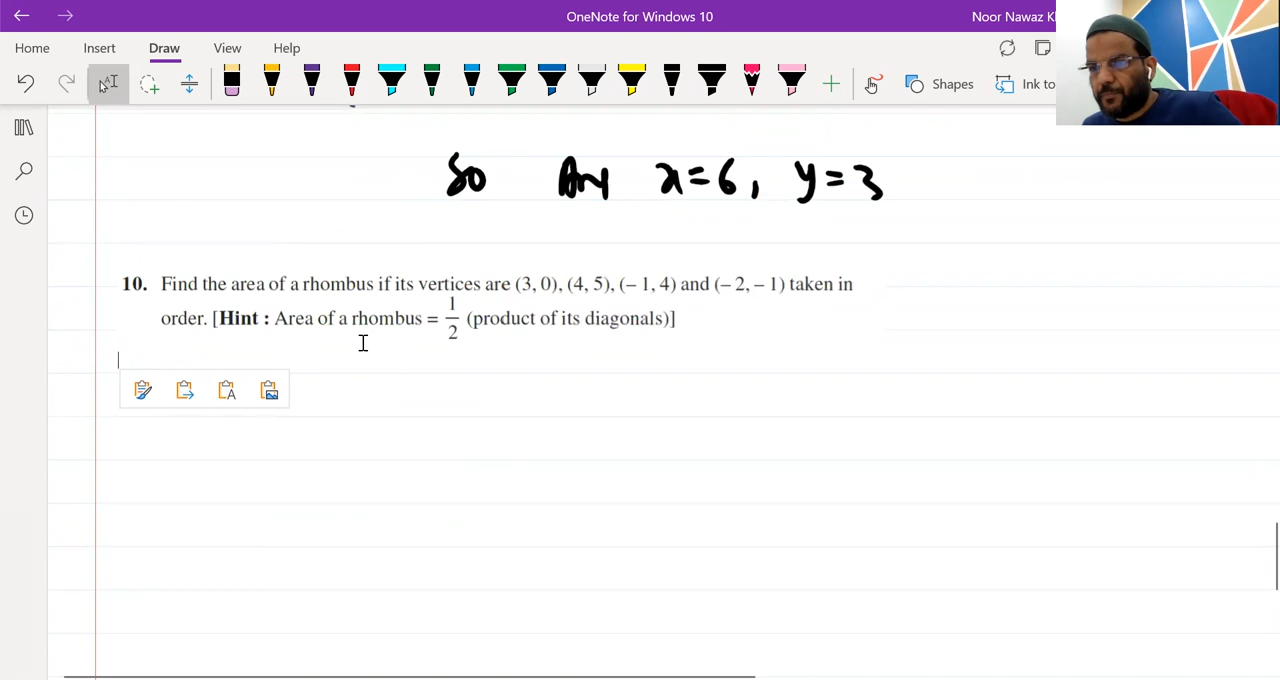 OneNote for Windows 10
Noor Nawaz Kh
Home Insert Draw View Help
Shapes Ink to
So Ans x=6, y=3
10. Find the area of a rhombus if its vertices are (3, 0), (4, 5), (– 1, 4) and (– 2, – 1) taken in
order. [Hint : Area of a rhombus = 1/2 (product of its diagonals)]